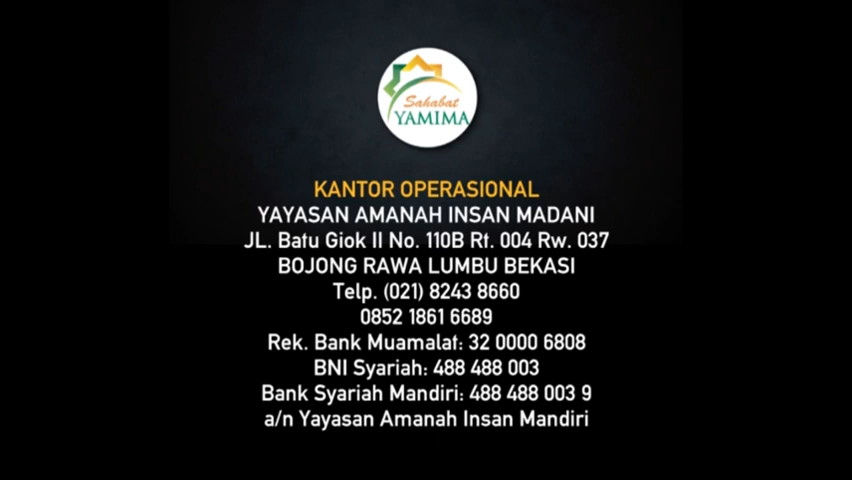 Sahabat
YAMIMA
KANTOR OPERASIONAL
YAYASAN AMANAH INSAN MADANI
JL. Batu Giok II No. 110B Rt. 004 Rw. 037
BOJONG RAWA LUMBU BEKASI
Telp. (021) 8243 8660
0852 1861 6689
Rek. Bank Muamalat: 32 0000 6808
BNI Syariah: 488 488 003
Bank Syariah Mandiri: 488 488 003 9
a/n Yayasan Amanah Insan Mandiri